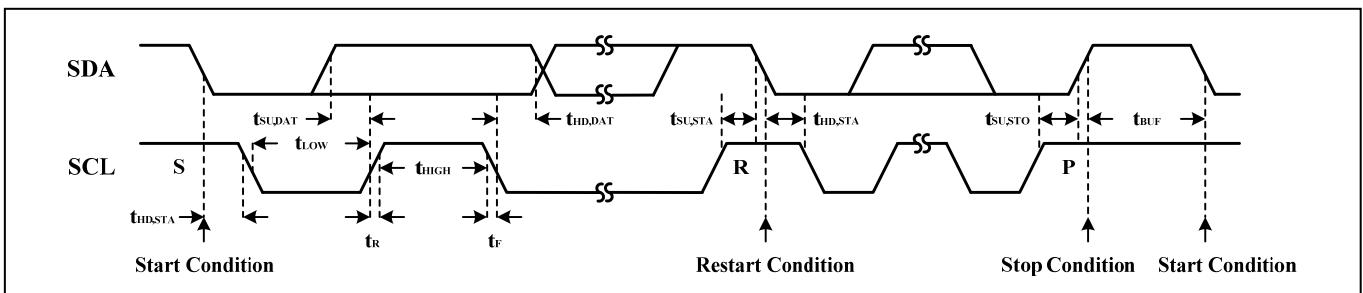 SDA
tSU,DAT tHD,DAT tSU,STA tHD,STA tSU,STO tBUF
tLOW
SCL S tHIGH R P
tHD,STA
tR tF
Start Condition Restart Condition Stop Condition Start Condition